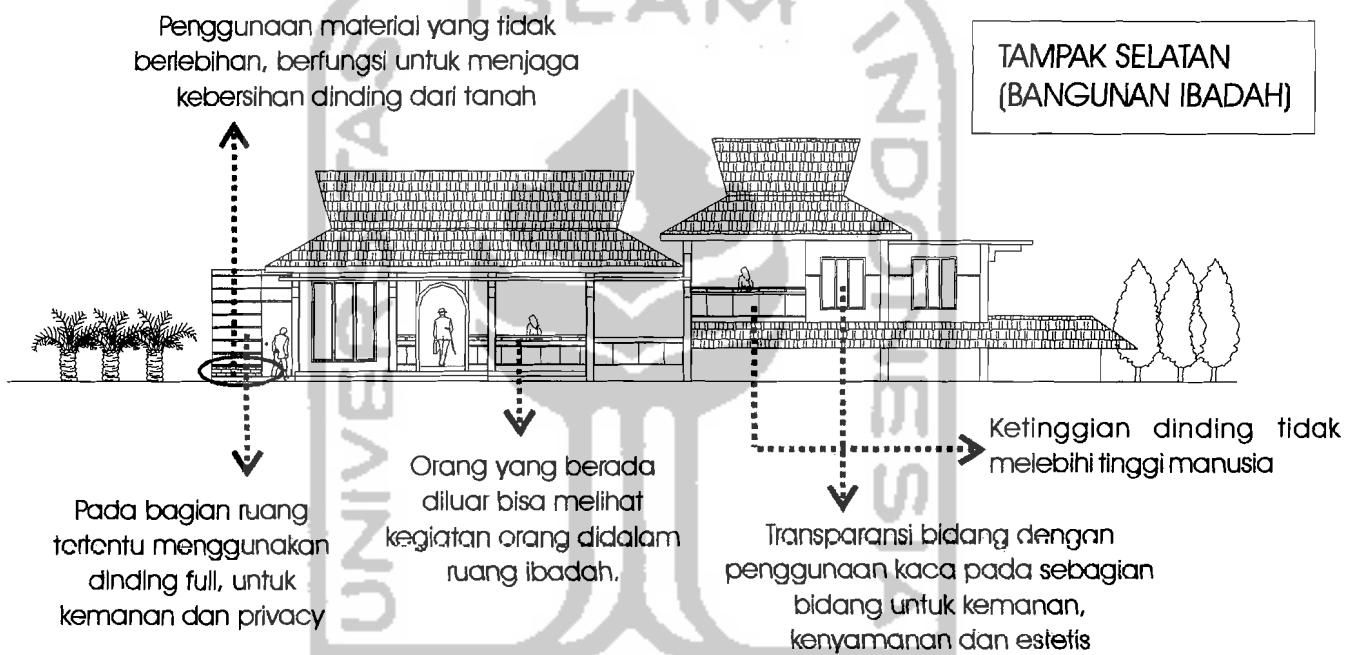 ISLAM
UNIVERSITAS
INDONESIA
Penggunaan material yang tidak
berlebihan, berfungsi untuk menjaga
kebersihan dinding dari tanah
TAMPAK SELATAN
(BANGUNAN IBADAH)
Ketinggian dinding tidak
melebihi tinggi manusia
Orang yang berada
diluar bisa melihat
kegiatan orang didalam
ruang ibadah.
Pada bagian ruang
tertentu menggunakan
dinding full, untuk
kemanan dan privacy
Transparansi bidang dengan
penggunaan kaca pada sebagian
bidang untuk kemanan,
kenyamanan dan estetis